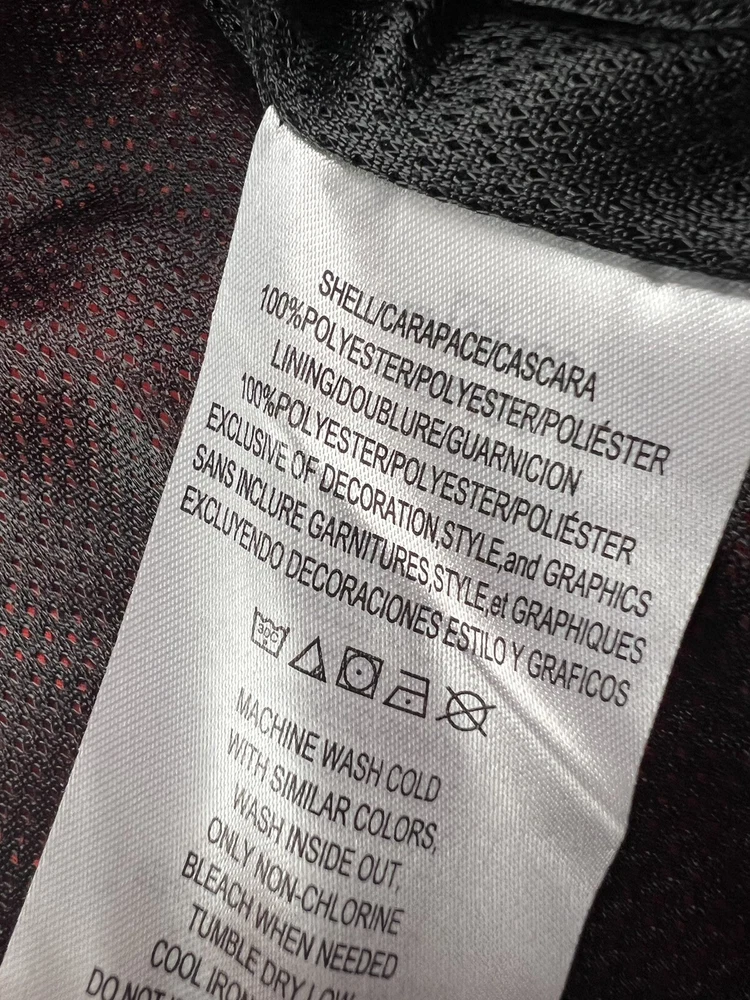 SHELL/CARAPACE/CASCARA
100%POLYESTER/POLYESTER/POLIÉSTER
LINING/DOUBLURE/GUARNICION
100%POLYESTER/POLYESTER/POLIÉSTER
EXCLUSIVE OF DECORATION,STYLE,and GRAPHICS
SANS INCLURE GARNITURES,STYLE,et GRAPHIQUES
EXCLUYENDO DECORACIONES ESTILO Y GRAFICOS
30C
MACHINE WASH COLD
WITH SIMILAR COLORS,
WASH INSIDE OUT,
ONLY NON-CHLORINE
BLEACH WHEN NEEDED
TUMBLE DRY LOW
COOL IRON
DO NOT